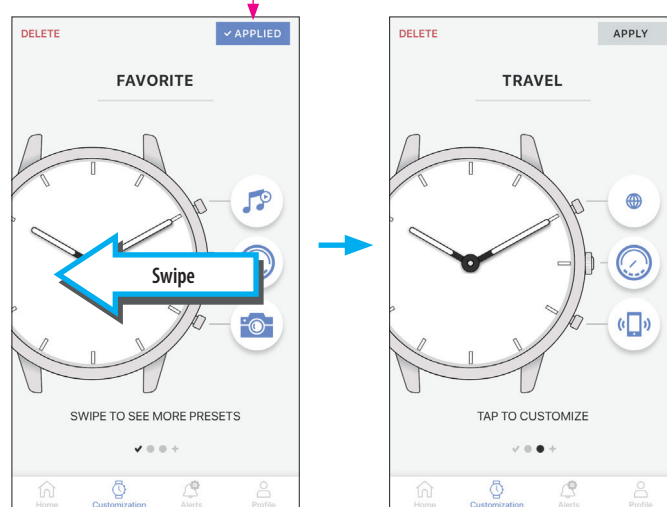 DELETE
✓ APPLIED
FAVORITE
Swipe
SWIPE TO SEE MORE PRESETS
Home
Customization
Alerts
Profile
DELETE
APPLY
TRAVEL
TAP TO CUSTOMIZE
Home
Customization
Alerts
Profile